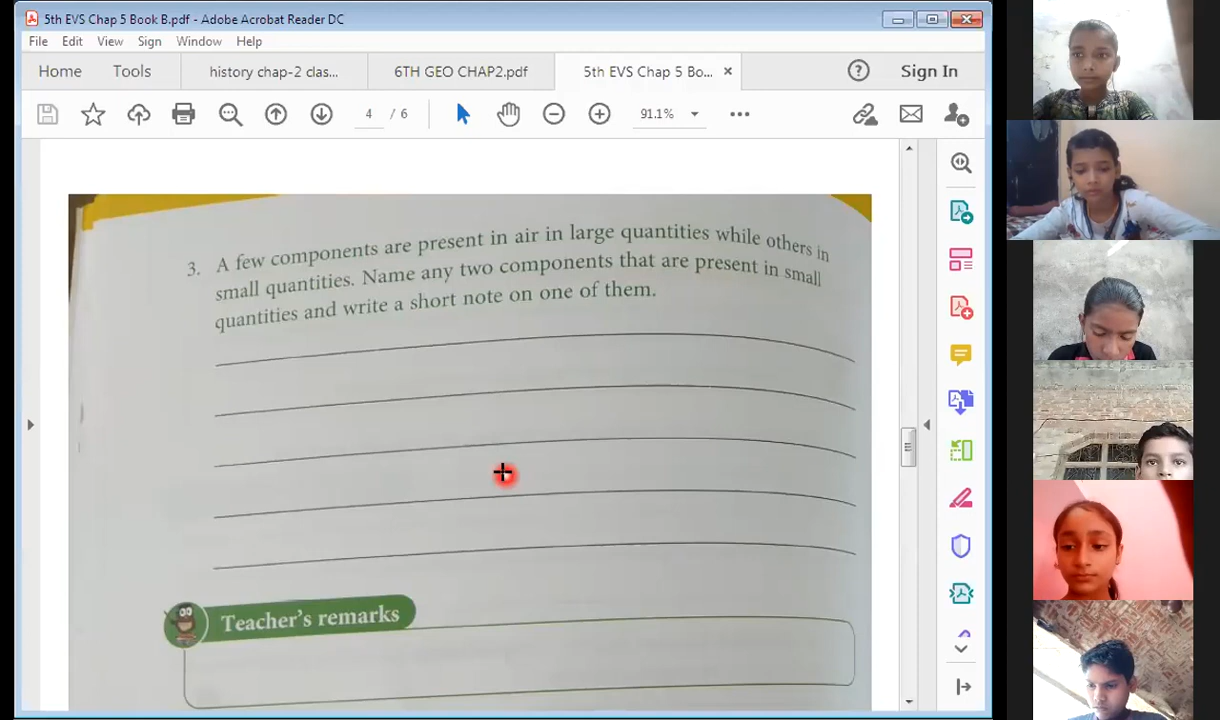 5th EVS Chap 5 Book B.pdf - Adobe Acrobat Reader DC
File Edit View Sign Window Help
Home Tools history chap-2 clas... 6TH GEO CHAP2.pdf 5th EVS Chap 5 Bo... × Sign In
4 / 6 91.1%
3. A few components are present in air in large quantities while others in
small quantities. Name any two components that are present in small
quantities and write a short note on one of them.
Teacher's remarks